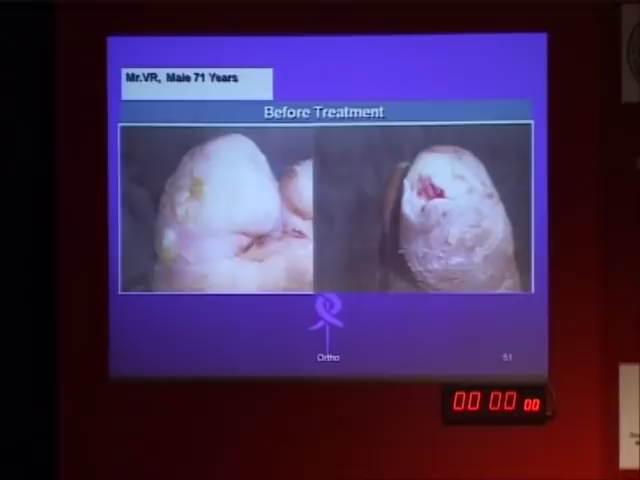 Mr.VR, Male 71 Years
Before Treatment
Ortho
51
00 00 00